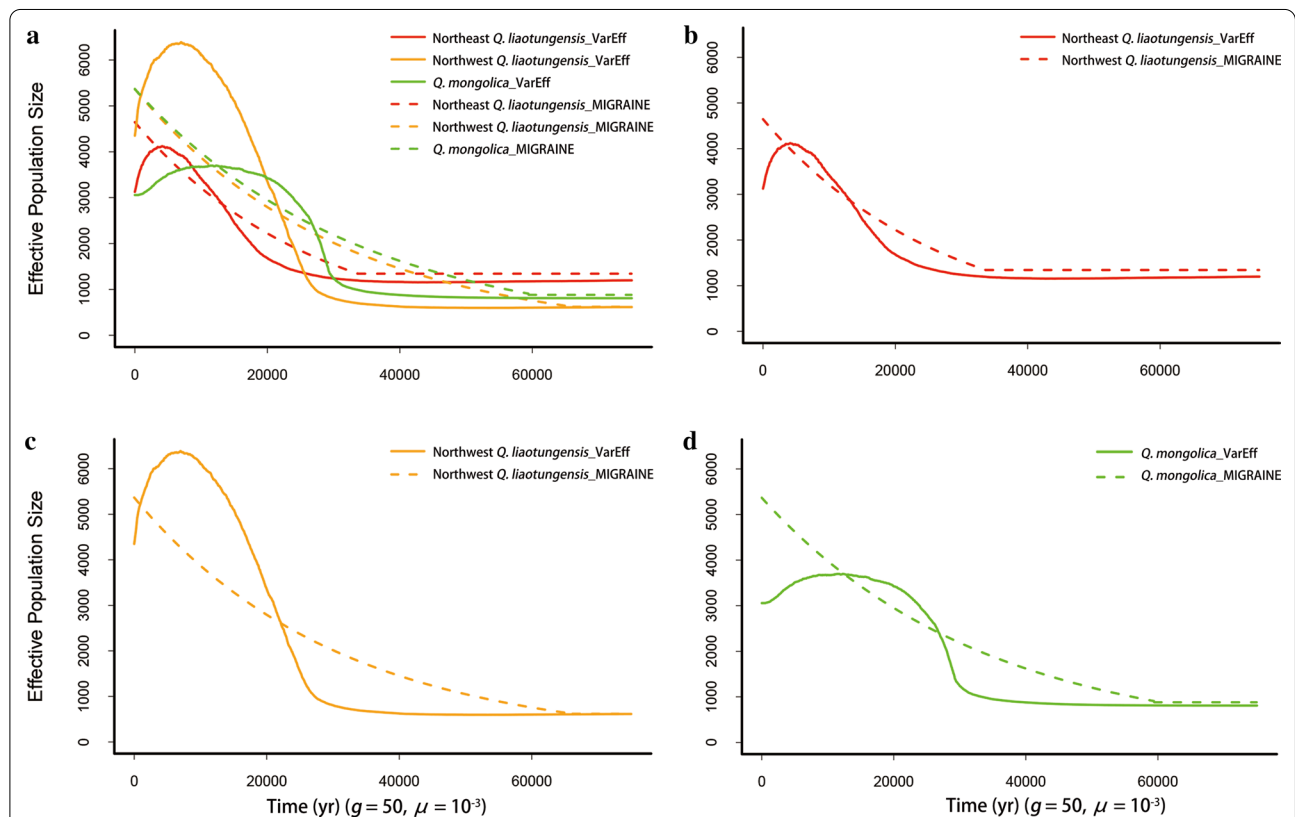 a
Northeast Q. liaotungensis_VarEff
Northwest Q. liaotungensis_VarEff
Q. mongolica_VarEff
Northeast Q. liaotungensis_MIGRAINE
Northwest Q. liaotungensis_MIGRAINE
Q. mongolica_MIGRAINE
Effective Population Size
0 1000 2000 3000 4000 5000 6000
0 20000 40000 60000
b
Northeast Q. liaotungensis_VarEff
Northwest Q. liaotungensis_MIGRAINE
0 1000 2000 3000 4000 5000 6000
0 20000 40000 60000
c
Northwest Q. liaotungensis_VarEff
Northwest Q. liaotungensis_MIGRAINE
Effective Population Size
0 1000 2000 3000 4000 5000 6000
0 20000 40000 60000
Time (yr) (g = 50, μ = 10⁻³)
d
Q. mongolica_VarEff
Q. mongolica_MIGRAINE
0 1000 2000 3000 4000 5000 6000
0 20000 40000 60000
Time (yr) (g = 50, μ = 10⁻³)